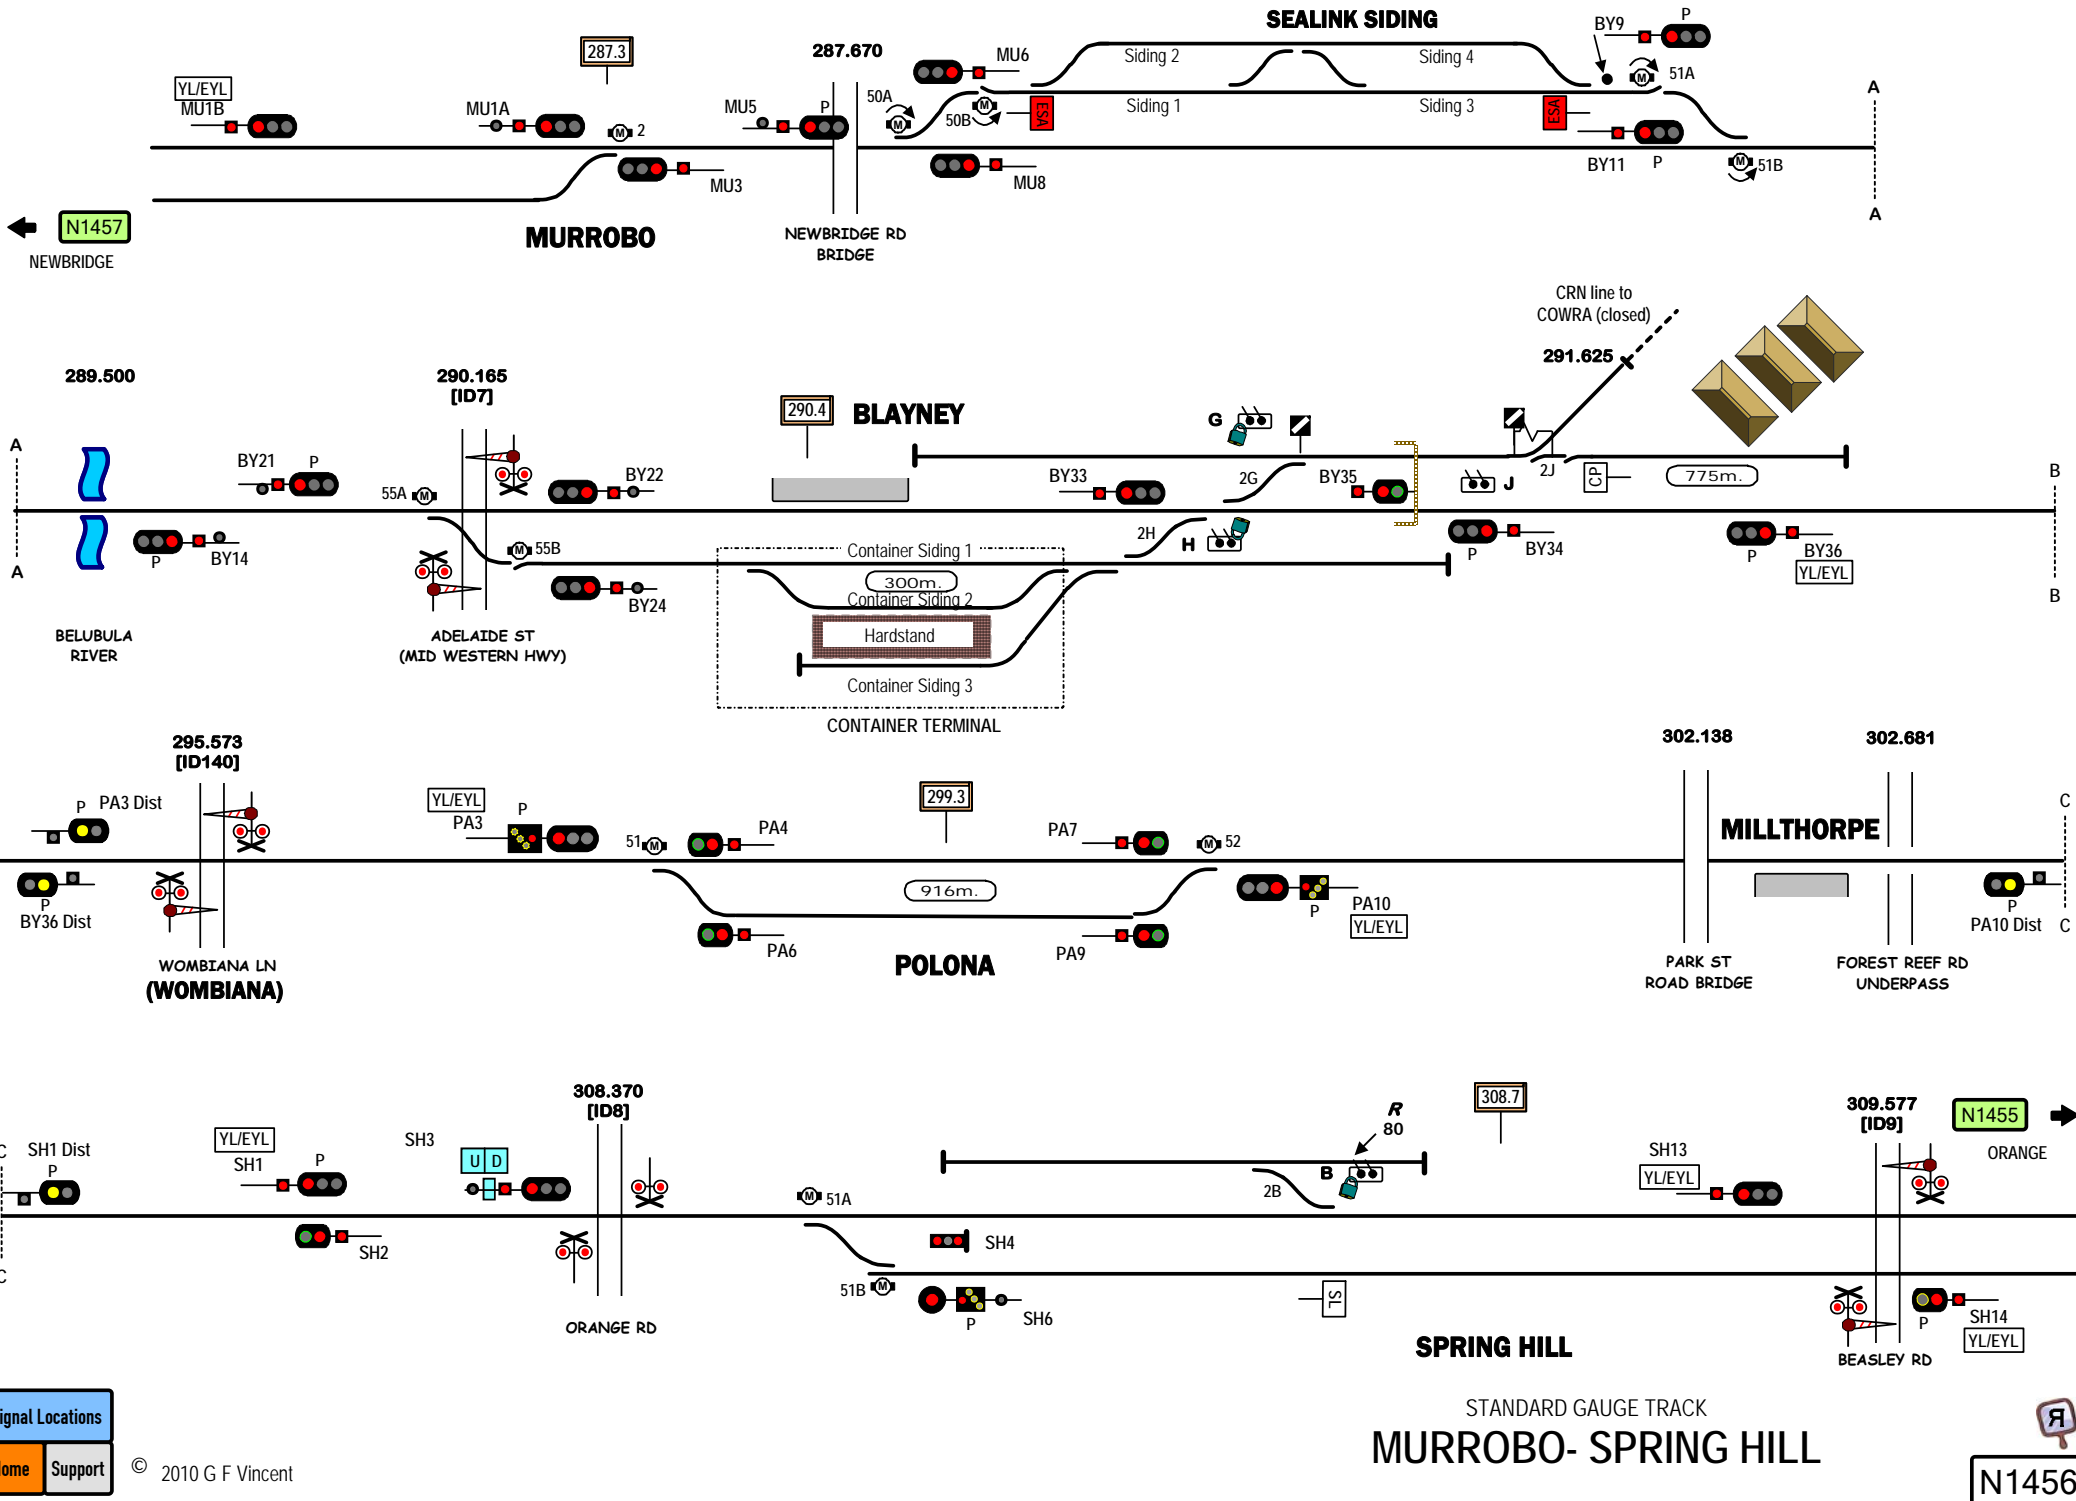 SEALINK SIDING
BY9
P
287.3
287.670
MU6
Siding 2
Siding 4
51A
YL/EYL
MU1B
MU1A
M
2
MU5
P
50A
M
50B
M
ESA
Siding 1
Siding 3
ESA
M
A
MU3
MU8
BY11
P
M
51B
A
N1457
NEWBRIDGE
MURROBO
NEWBRIDGE RD
BRIDGE
CRN line to
COWRA (closed)
291.625
289.500
290.165
[ID7]
290.4
BLAYNEY
G
A
BY21
P
55A
M
BY22
BY33
2G
BY35
J
2J
CP
775m.
B
A
P
BY14
M
55B
BY24
2H
H
P
BY34
P
BY36
YL/EYL
B
Container Siding 1
300m.
Container Siding 2
Hardstand
Container Siding 3
CONTAINER TERMINAL
BELUBULA
RIVER
ADELAIDE ST
(MID WESTERN HWY)
295.573
[ID140]
302.138
302.681
P
PA3 Dist
YL/EYL
PA3
P
51
M
PA4
299.3
PA7
M
52
MILLTHORPE
C
P
BY36 Dist
916m.
PA6
PA9
P
PA10
YL/EYL
P
PA10 Dist
C
WOMBIANA LN
(WOMBIANA)
POLONA
PARK ST
ROAD BRIDGE
FOREST REEF RD
UNDERPASS
308.370
[ID8]
R
80
308.7
309.577
[ID9]
N1455
ORANGE
C
SH1 Dist
P
YL/EYL
SH1
P
SH3
U D
M
51A
B
2B
SH13
YL/EYL
C
SH2
SH4
51B
M
P
SH6
SL
P
SH14
YL/EYL
ORANGE RD
SPRING HILL
BEASLEY RD
ignal Locations
Home
Support
© 2010 G F Vincent
STANDARD GAUGE TRACK
MURROBO- SPRING HILL
R
N1456